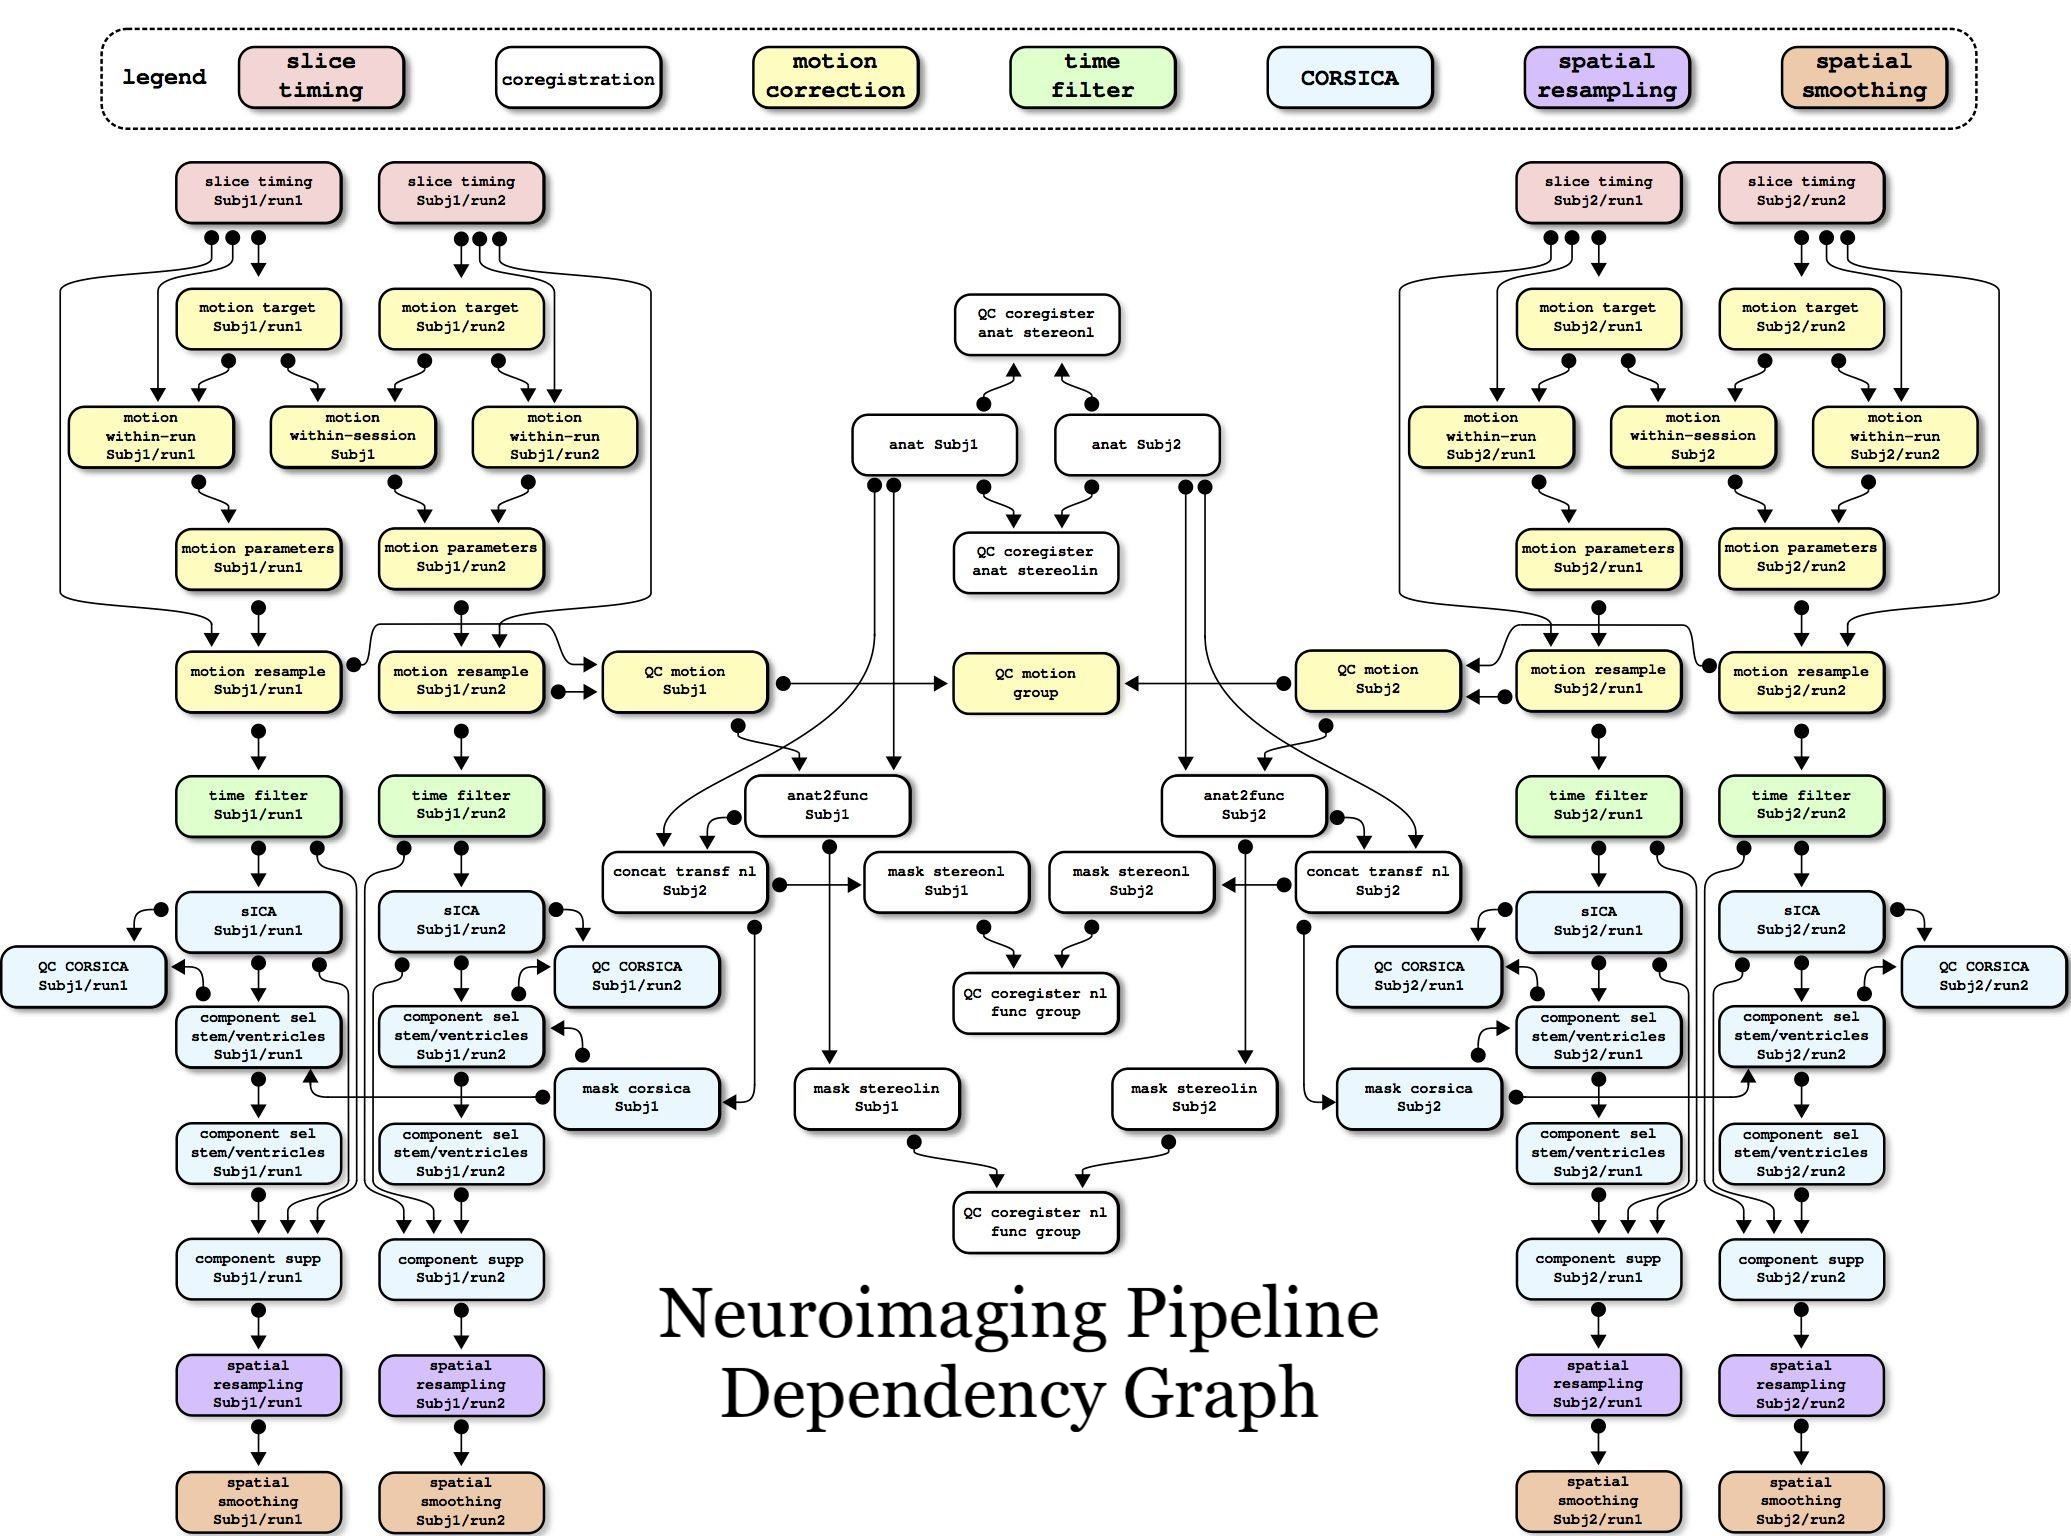 legend
slice
timing
coregistration
motion
correction
time
filter
CORSICA
spatial
resampling
spatial
smoothing
slice timing
Subj1/run1
slice timing
Subj1/run2
slice timing
Subj2/run1
slice timing
Subj2/run2
motion target
Subj1/run1
motion target
Subj1/run2
QC coregister
anat stereonl
motion target
Subj2/run1
motion target
Subj2/run2
motion
within-run
Subj1/run1
motion
within-session
Subj1
motion
within-run
Subj1/run2
anat Subj1
anat Subj2
motion
within-run
Subj2/run1
motion
within-session
Subj2
motion
within-run
Subj2/run2
motion parameters
Subj1/run1
motion parameters
Subj1/run2
QC coregister
anat stereolin
motion parameters
Subj2/run1
motion parameters
Subj2/run2
motion resample
Subj1/run1
motion resample
Subj1/run2
QC motion
Subj1
QC motion
group
QC motion
Subj2
motion resample
Subj2/run1
motion resample
Subj2/run2
time filter
Subj1/run1
time filter
Subj1/run2
anat2func
Subj1
anat2func
Subj2
time filter
Subj2/run1
time filter
Subj2/run2
concat transf nl
Subj2
mask stereonl
Subj1
mask stereonl
Subj2
concat transf nl
Subj2
sICA
Subj1/run1
sICA
Subj1/run2
sICA
Subj2/run1
sICA
Subj2/run2
QC CORSICA
Subj1/run1
QC CORSICA
Subj1/run2
QC coregister nl
func group
QC CORSICA
Subj2/run1
QC CORSICA
Subj2/run2
component sel
stem/ventricles
Subj1/run1
component sel
stem/ventricles
Subj1/run2
component sel
stem/ventricles
Subj2/run1
component sel
stem/ventricles
Subj2/run2
mask corsica
Subj1
mask stereolin
Subj1
mask stereolin
Subj2
mask corsica
Subj2
component sel
stem/ventricles
Subj1/run1
component sel
stem/ventricles
Subj1/run2
component sel
stem/ventricles
Subj2/run1
component sel
stem/ventricles
Subj2/run2
QC coregister nl
func group
component supp
Subj1/run1
component supp
Subj1/run2
component supp
Subj2/run1
component supp
Subj2/run2
Neuroimaging Pipeline
Dependency Graph
spatial
resampling
Subj1/run1
spatial
resampling
Subj1/run2
spatial
resampling
Subj2/run1
spatial
resampling
Subj2/run2
spatial
smoothing
Subj1/run1
spatial
smoothing
Subj1/run2
spatial
smoothing
Subj2/run1
spatial
smoothing
Subj2/run2